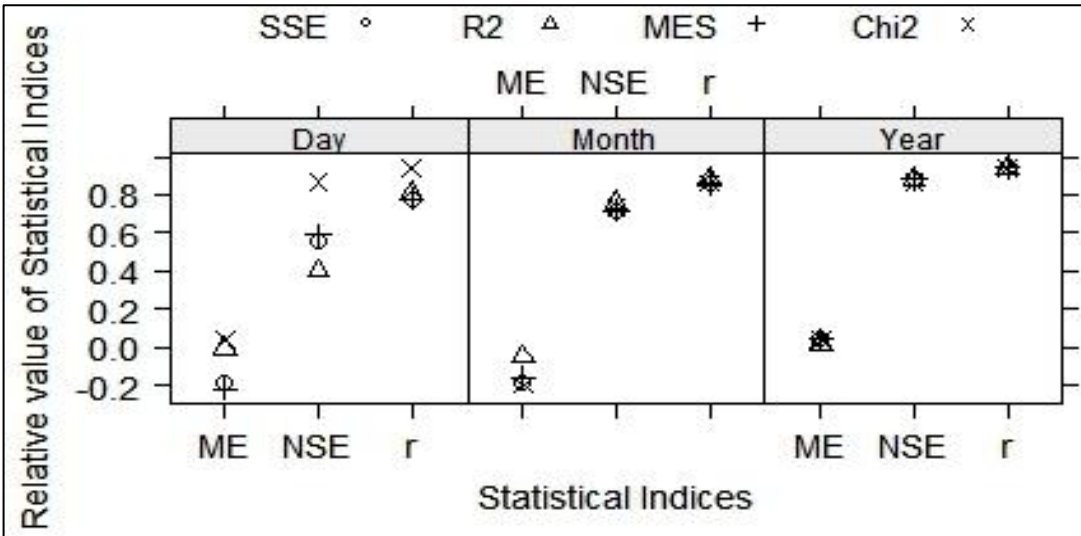 Relative value of Statistical Indices
SSE R2 MES Chi2
ME NSE r
Day Month Year
0.8
0.6
0.4
0.2
0.0
-0.2
ME NSE r ME NSE r
Statistical Indices